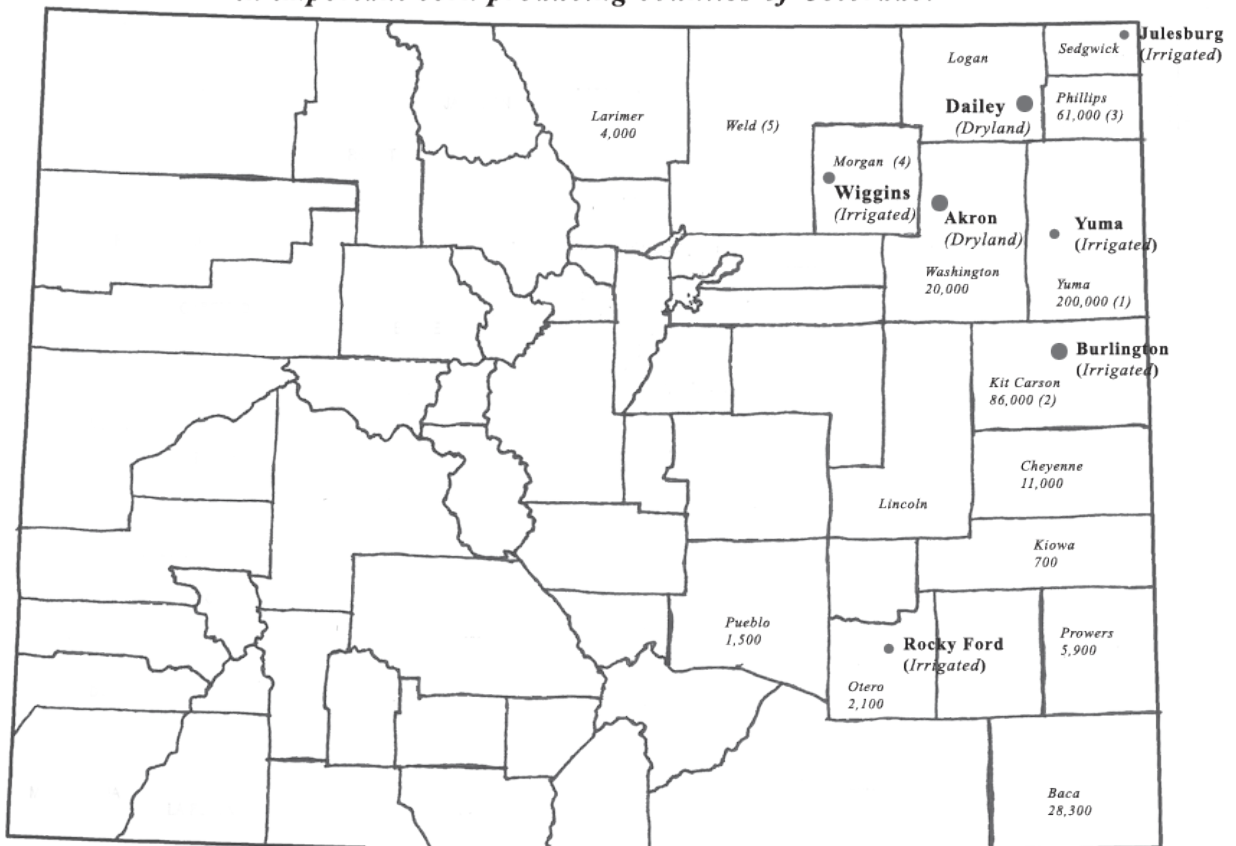 Logan
Sedgwick
Julesburg
(Irrigated)
Larimer
4,000
Weld (5)
Dailey
(Dryland)
Phillips
61,000 (3)
Morgan (4)
Wiggins
(Irrigated)
Akron
(Dryland)
Washington
20,000
Yuma
(Irrigated)
Yuma
200,000 (1)
Burlington
(Irrigated)
Kit Carson
86,000 (2)
Cheyenne
11,000
Lincoln
Kiowa
700
Pueblo
1,500
Rocky Ford
(Irrigated)
Prowers
5,900
Otero
2,100
Baca
28,300